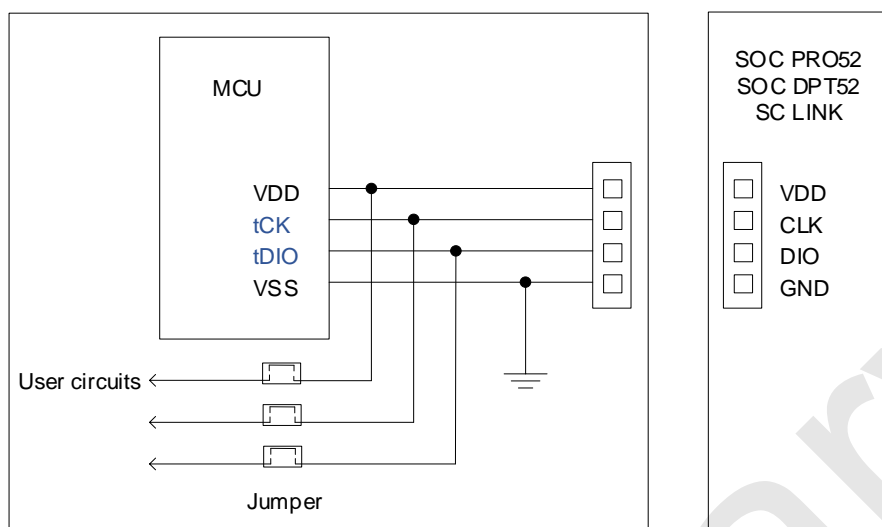 MCU
VDD
tCK
tDIO
VSS
User circuits
Jumper
SOC PRO52
SOC DPT52
SC LINK
VDD
CLK
DIO
GND